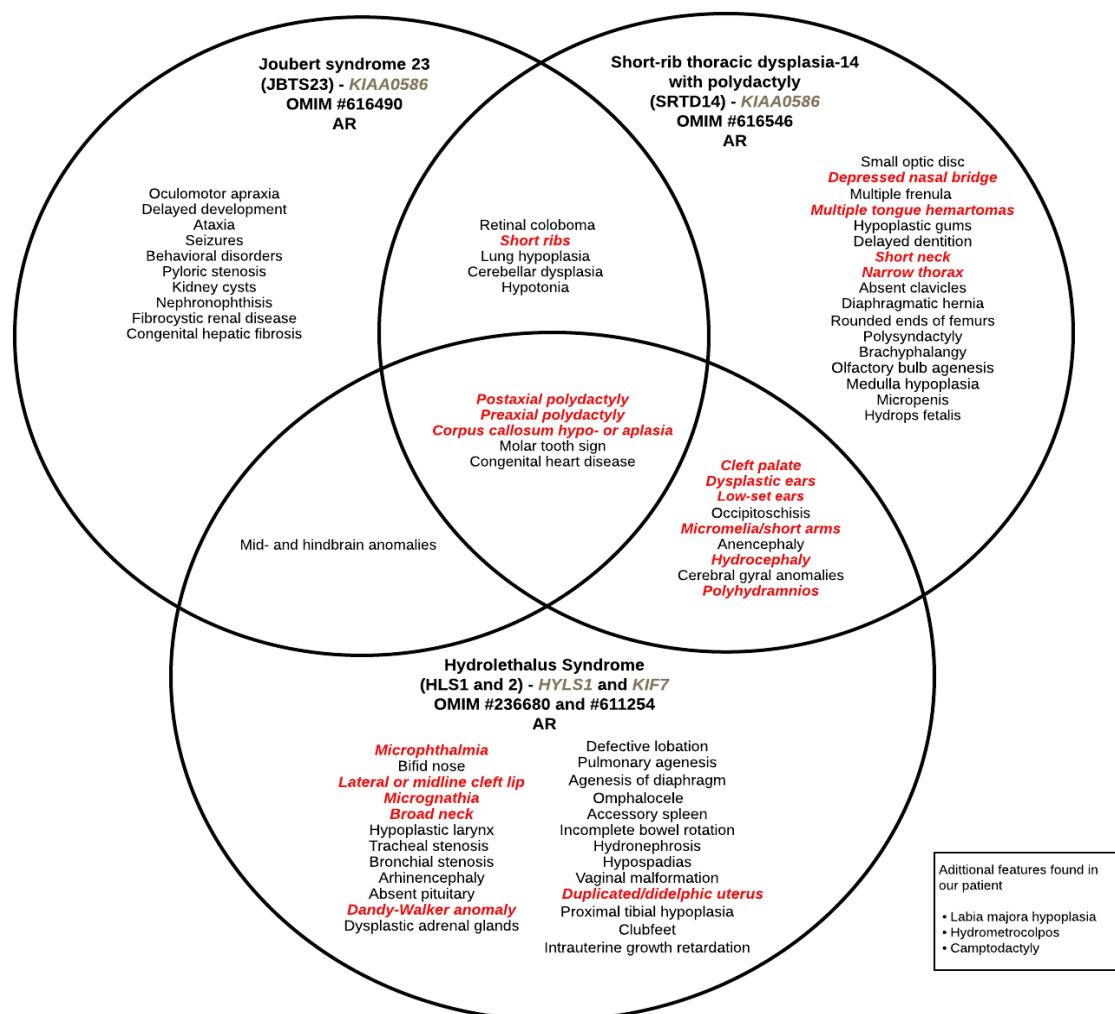 Joubert syndrome 23
(JBTS23) - KIAA0586
OMIM #616490
AR
Short-rib thoracic dysplasia-14
with polydactyly
(SRTD14) - KIAA0586
OMIM #616546
AR
Oculomotor apraxia
Delayed development
Ataxia
Seizures
Behavioral disorders
Pyloric stenosis
Kidney cysts
Nephronophthisis
Fibrocystic renal disease
Congenital hepatic fibrosis
Retinal coloboma
Short ribs
Lung hypoplasia
Cerebellar dysplasia
Hypotonia
Small optic disc
Depressed nasal bridge
Multiple frenula
Multiple tongue hemartomas
Hypoplastic gums
Delayed dentition
Short neck
Narrow thorax
Absent clavicles
Diaphragmatic hernia
Rounded ends of femurs
Polysyndactyly
Brachyphalangy
Olfactory bulb agenesis
Medulla hypoplasia
Micropenis
Hydrops fetalis
Postaxial polydactyly
Preaxial polydactyly
Corpus callosum hypo- or aplasia
Molar tooth sign
Congenital heart disease
Cleft palate
Dysplastic ears
Low-set ears
Occipitoschisis
Micromelia/short arms
Anencephaly
Hydrocephaly
Cerebral gyral anomalies
Polyhydramnios
Mid- and hindbrain anomalies
Hydrolethalus Syndrome
(HLS1 and 2) - HYLS1 and KIF7
OMIM #236680 and #611254
AR
Microphthalmia
Bifid nose
Lateral or midline cleft lip
Micrognathia
Broad neck
Hypoplastic larynx
Tracheal stenosis
Bronchial stenosis
Arhinencephaly
Absent pituitary
Dandy-Walker anomaly
Dysplastic adrenal glands
Defective lobation
Pulmonary agenesis
Agenesis of diaphragm
Omphalocele
Accessory spleen
Incomplete bowel rotation
Hydronephrosis
Hypospadias
Vaginal malformation
Duplicated/didelphic uterus
Proximal tibial hypoplasia
Clubfeet
Intrauterine growth retardation
Aditional features found in
our patient
• Labia majora hypoplasia
• Hydrometrocolpos
• Camptodactyly